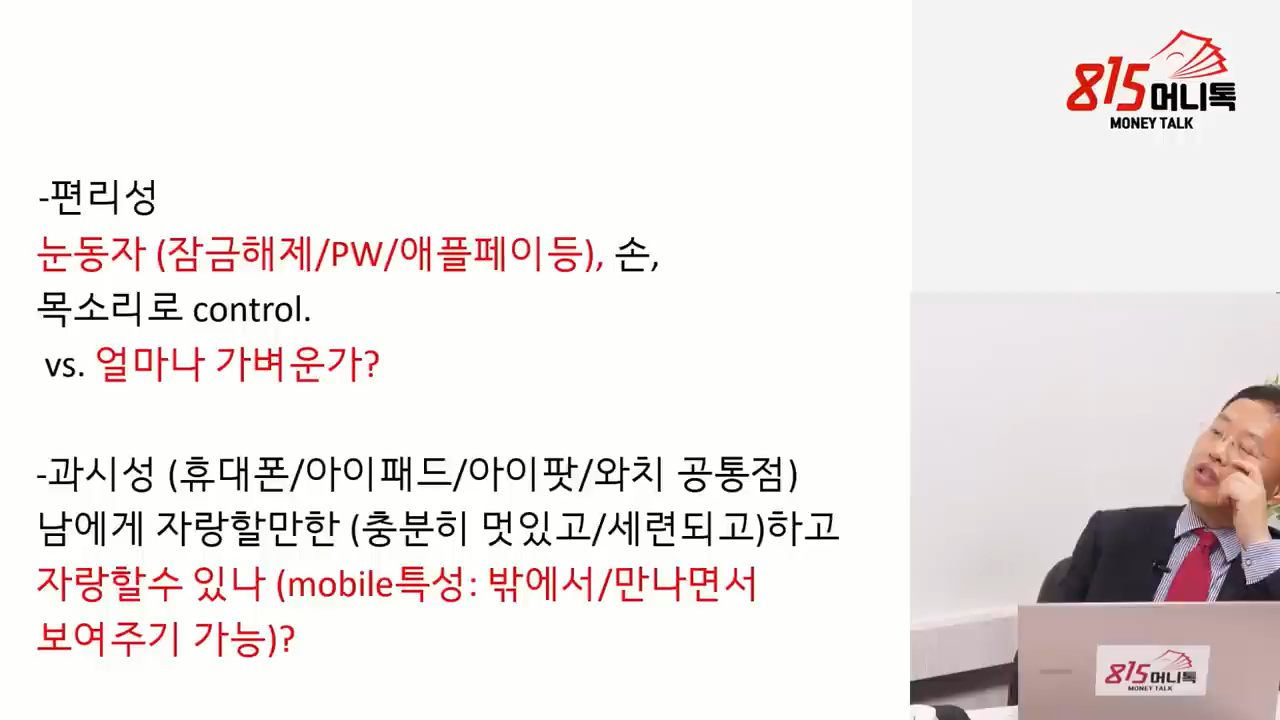 815머니톡
MONEY TALK
-편리성
눈동자 (잠금해제/PW/애플페이등), 손,
목소리로 control.
vs. 얼마나 가벼운가?
-과시성 (휴대폰/아이패드/아이팟/와치 공통점)
남에게 자랑할만한 (충분히 멋있고/세련되고)하고
자랑할수 있나 (mobile특성: 밖에서/만나면서
보여주기 가능)?
815머니톡
MONEY TALK